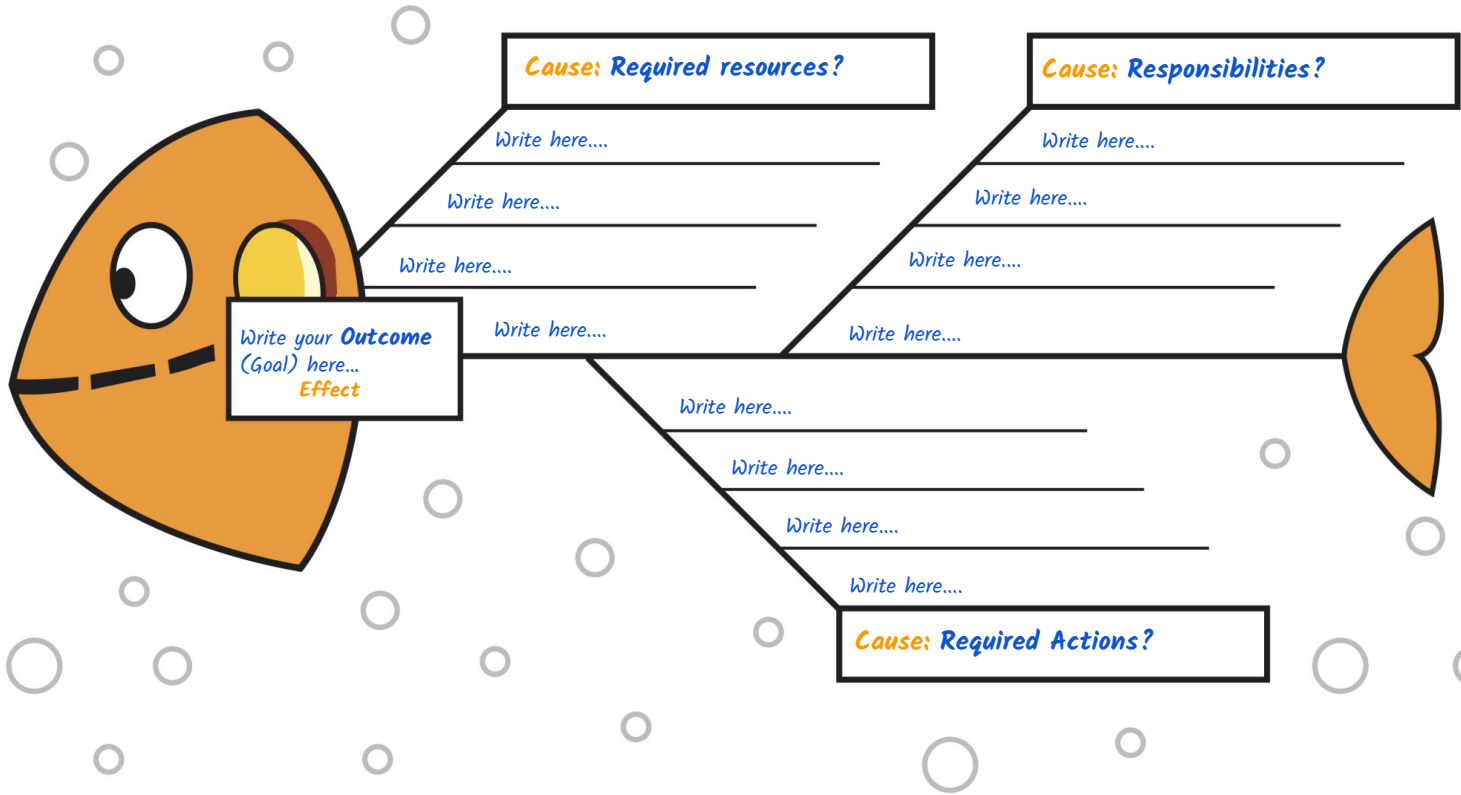 Cause: Required resources?
Write here....
Write here....
Write here....
Write here....
Cause: Responsibilities?
Write here....
Write here....
Write here....
Write here....
Write your Outcome
(Goal) here...
Effect
Write here....
Write here....
Write here....
Write here....
Cause: Required Actions?